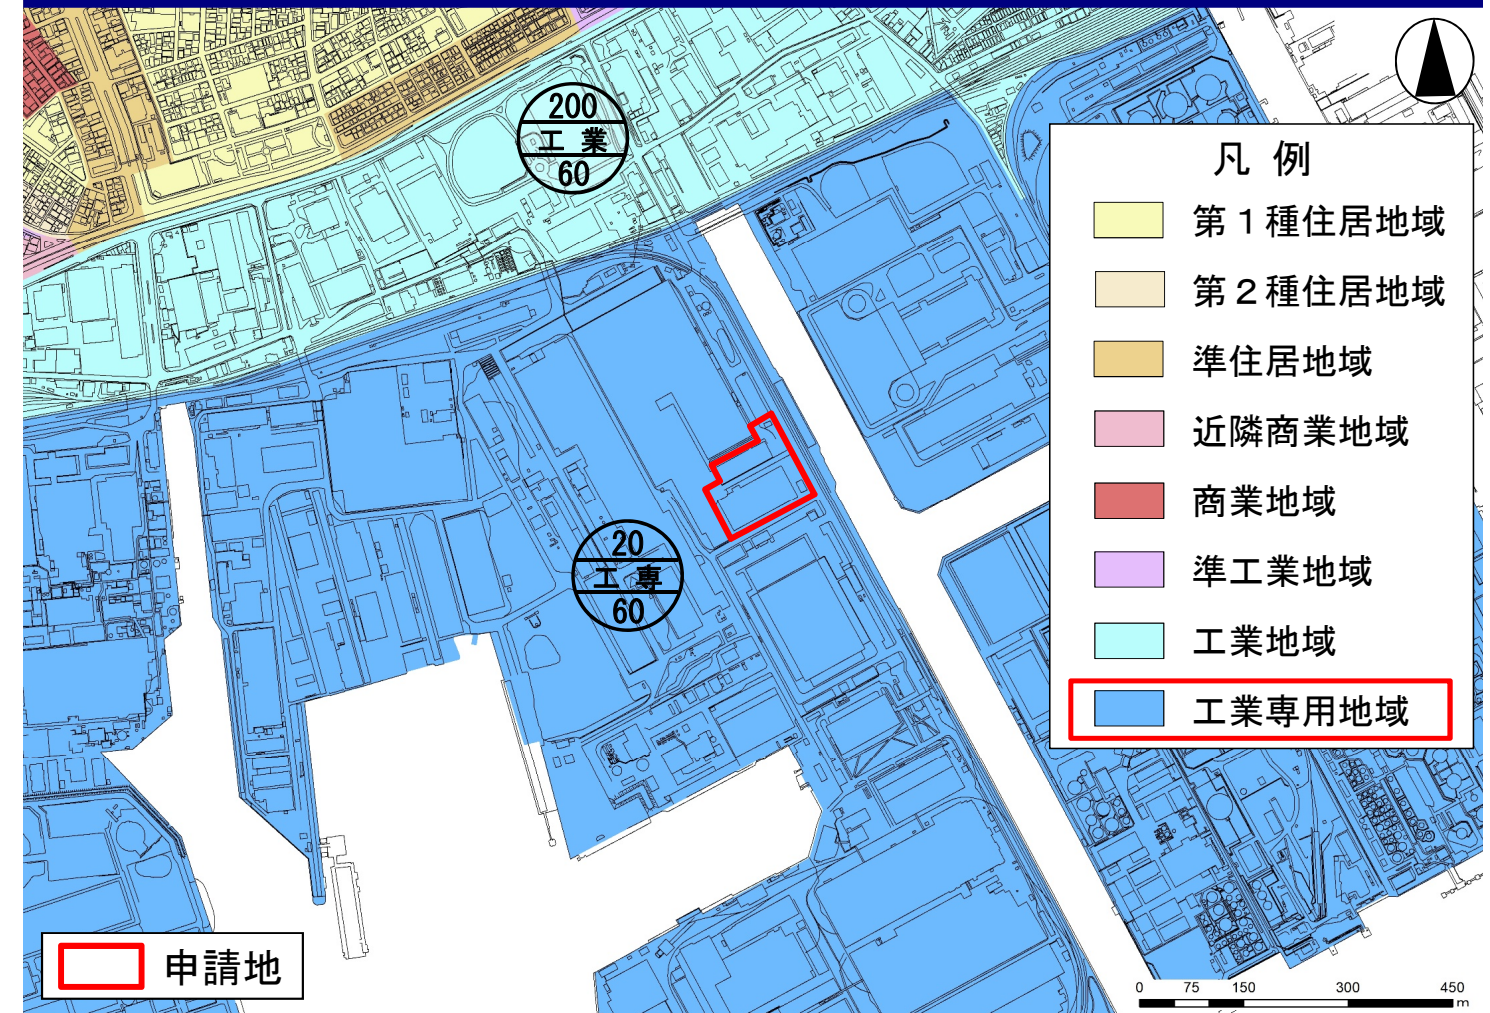 200
工業
60
凡 例
第１種住居地域
第２種住居地域
準住居地域
近隣商業地域
商業地域
準工業地域
工業地域
工業専用地域
20
工専
60
申請地
0 75 150 300 450
m